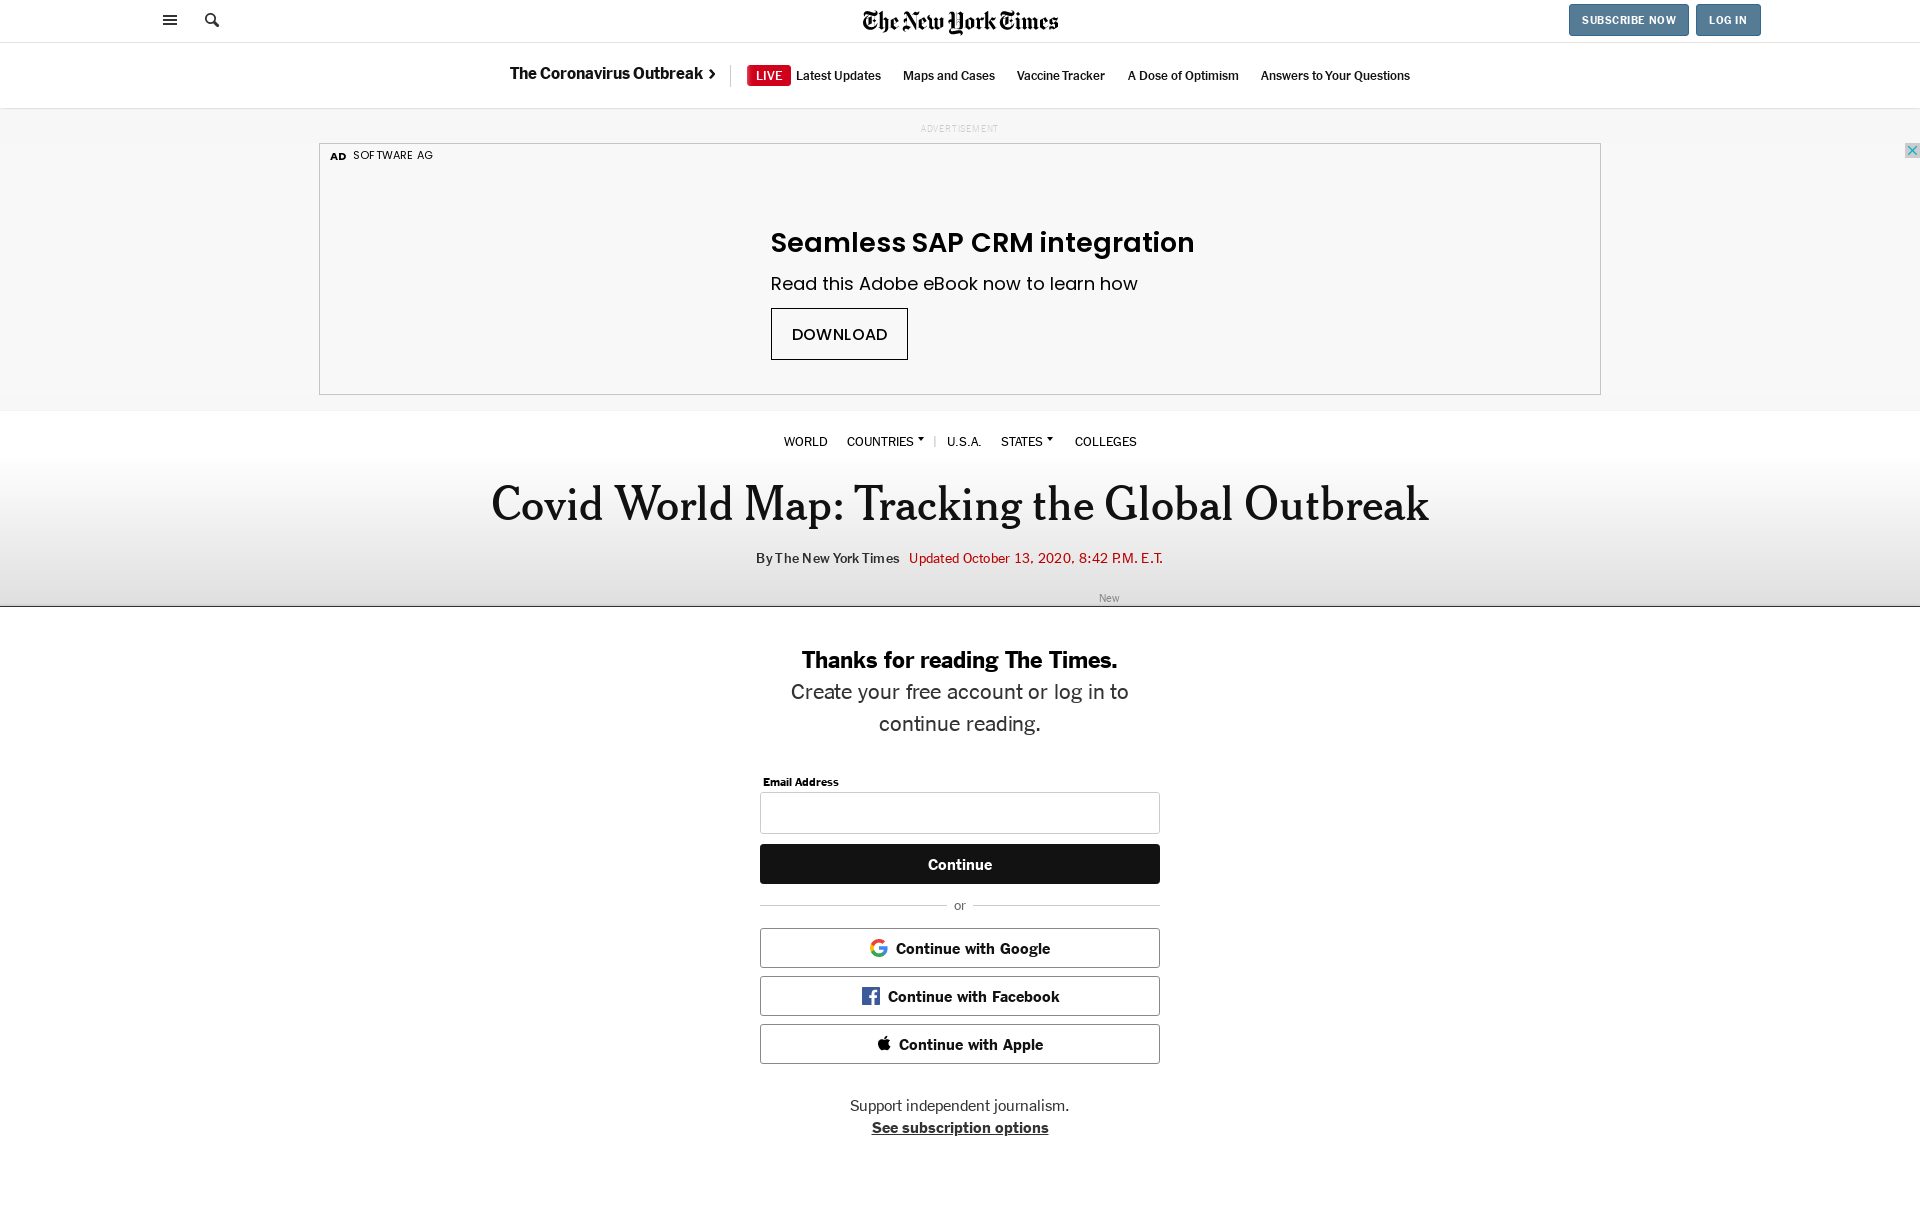 The New York Times
SUBSCRIBE NOW
LOG IN
The Coronavirus Outbreak
LIVE Latest Updates
Maps and Cases
Vaccine Tracker
A Dose of Optimism
Answers to Your Questions
ADVERTISEMENT
AD SOFTWARE AG
Seamless SAP CRM integration
Read this Adobe eBook now to learn how
DOWNLOAD
WORLD COUNTRIES | U.S.A. STATES COLLEGES
Covid World Map: Tracking the Global Outbreak
By The New York Times Updated October 13, 2020, 8:42 P.M. E.T.
New
Thanks for reading The Times.
Create your free account or log in to
continue reading.
Email Address
Continue
or
Continue with Google
Continue with Facebook
Continue with Apple
Support independent journalism.
See subscription options